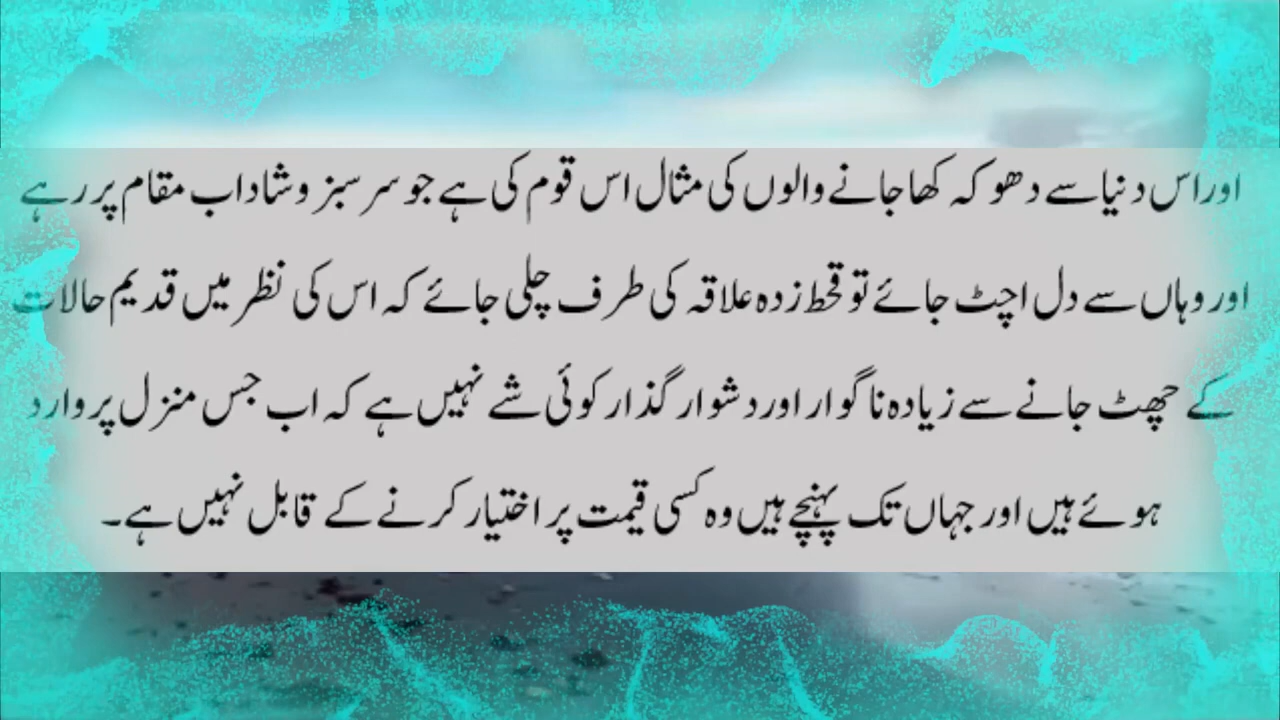 اور اس دنیا سے دھوکہ کھا جانے والوں کی مثال اس قوم کی ہے جو سر سبز و شاداب مقام پر رہے
اور وہاں سے دل اچٹ جائے تو قحط زدہ علاقہ کی طرف چلی جائے کہ اس کی نظر میں قدیم حالات
کے چھٹ جانے سے زیادہ ناگوار اور دشوار گذار کوئی شے نہیں ہے کہ اب جس منزل پر وارد
ہوئے ہیں اور جہاں تک پہنچے ہیں وہ کسی قیمت پر اختیار کرنے کے قابل نہیں ہے۔